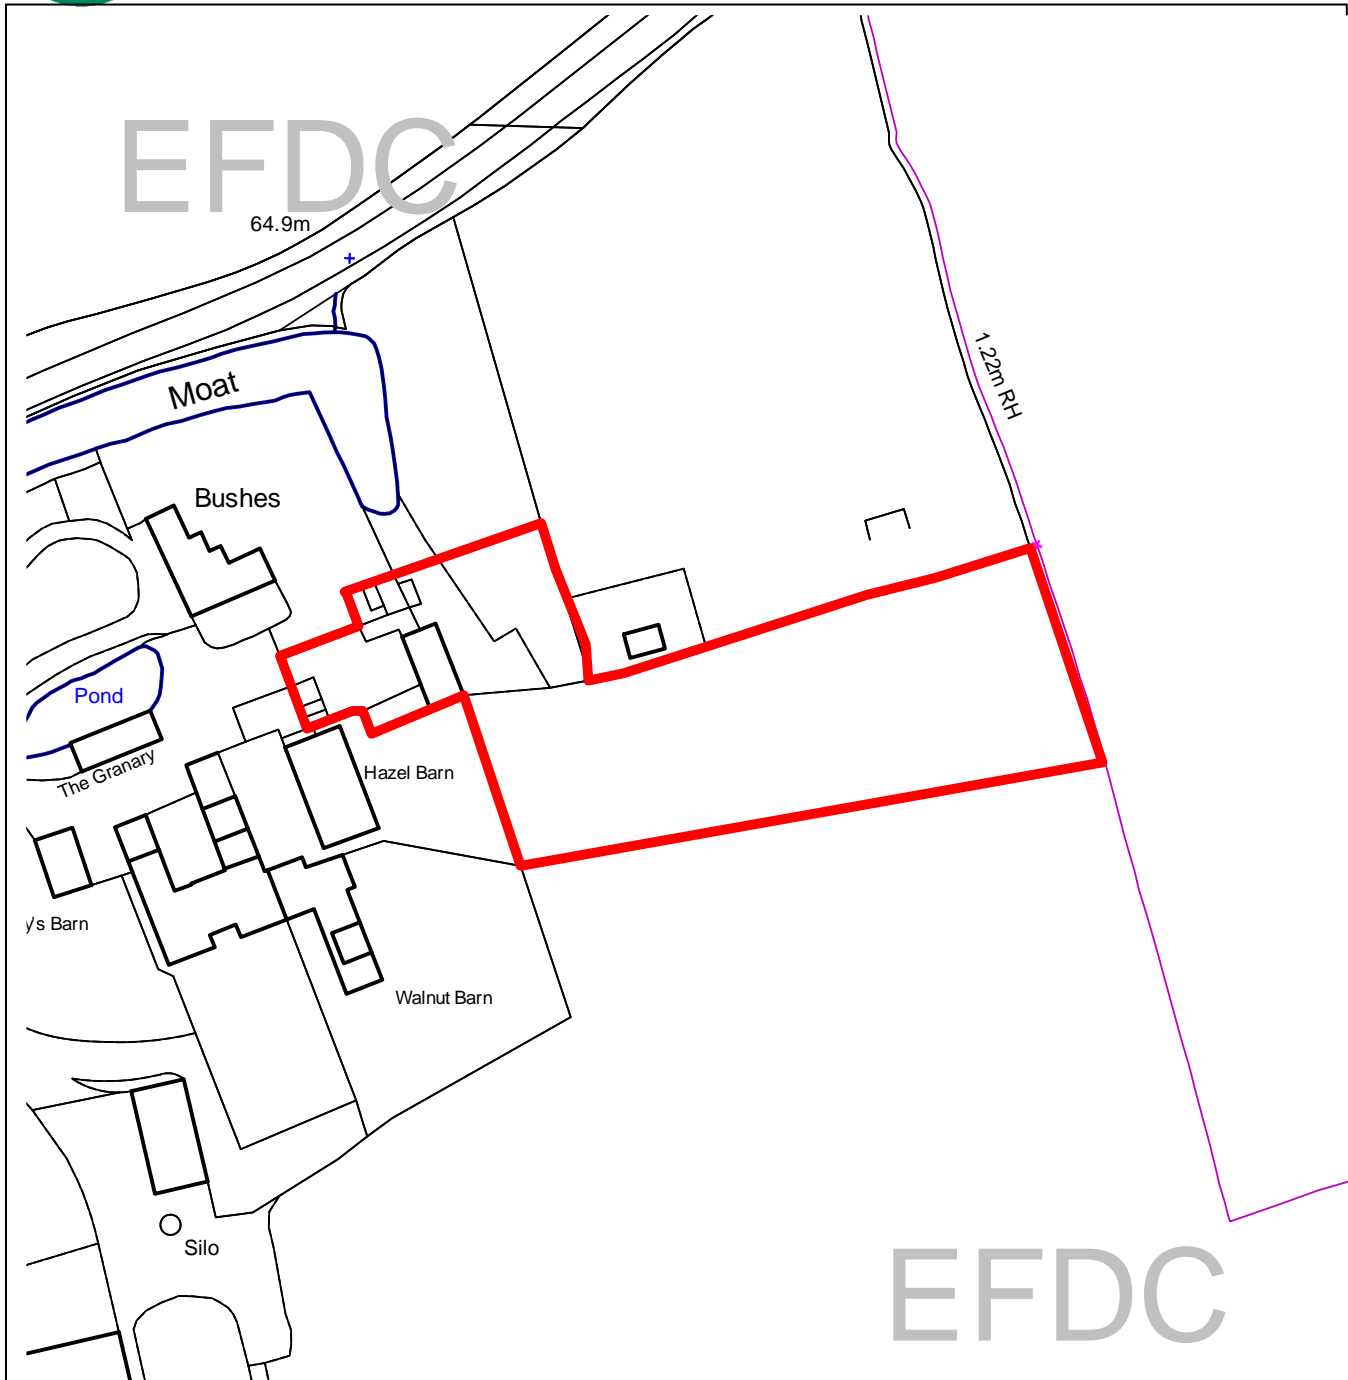 EFDC
64.9m
Moat
1.22m RH
Bushes
Pond
The Granary
Hazel Barn
y's Barn
Walnut Barn
Silo
EFDC